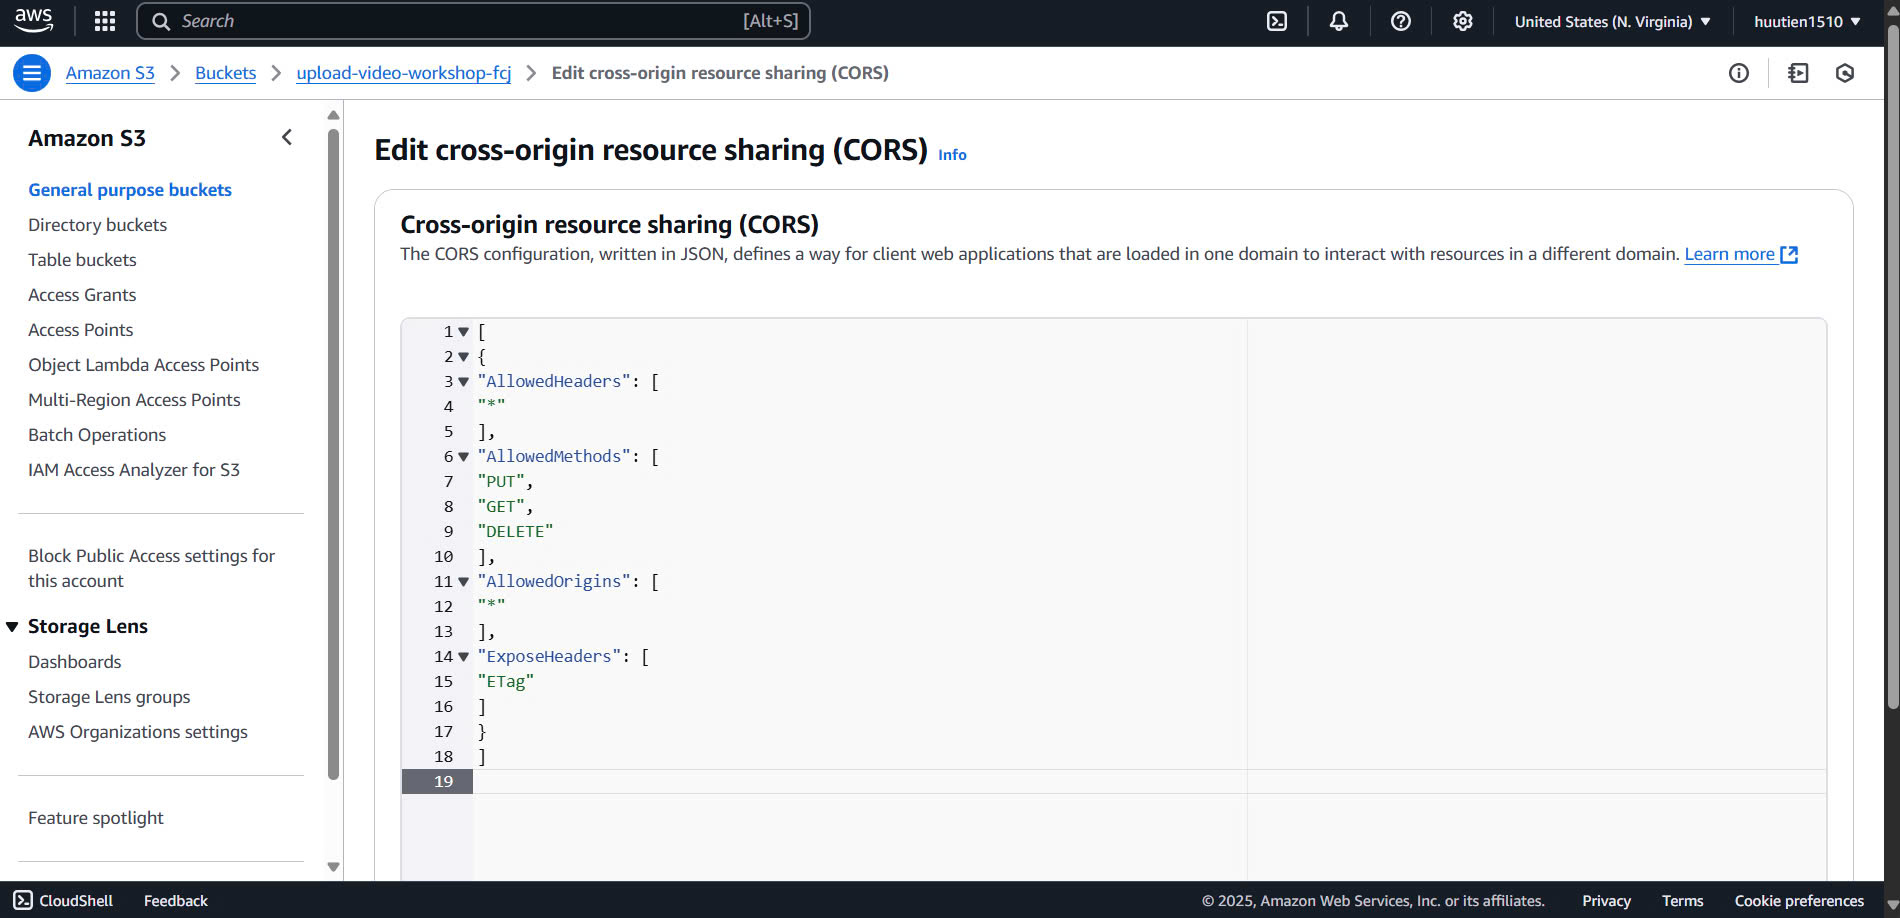 aws
Search
[Alt+S]
United States (N. Virginia)
huutien1510
Amazon S3
Buckets
upload-video-workshop-fcj
Edit cross-origin resource sharing (CORS)
Amazon S3
General purpose buckets
Directory buckets
Table buckets
Access Grants
Access Points
Object Lambda Access Points
Multi-Region Access Points
Batch Operations
IAM Access Analyzer for S3
Block Public Access settings for
this account
Storage Lens
Dashboards
Storage Lens groups
AWS Organizations settings
Feature spotlight
Edit cross-origin resource sharing (CORS) Info
Cross-origin resource sharing (CORS)
The CORS configuration, written in JSON, defines a way for client web applications that are loaded in one domain to interact with resources in a different domain. Learn more
1 [
2 {
3 "AllowedHeaders": [
4 "*"
5 ],
6 "AllowedMethods": [
7 "PUT",
8 "GET",
9 "DELETE"
10 ],
11 "AllowedOrigins": [
12 "*"
13 ],
14 "ExposeHeaders": [
15 "ETag"
16 ]
17 }
18 ]
19
CloudShell
Feedback
© 2025, Amazon Web Services, Inc. or its affiliates.
Privacy
Terms
Cookie preferences